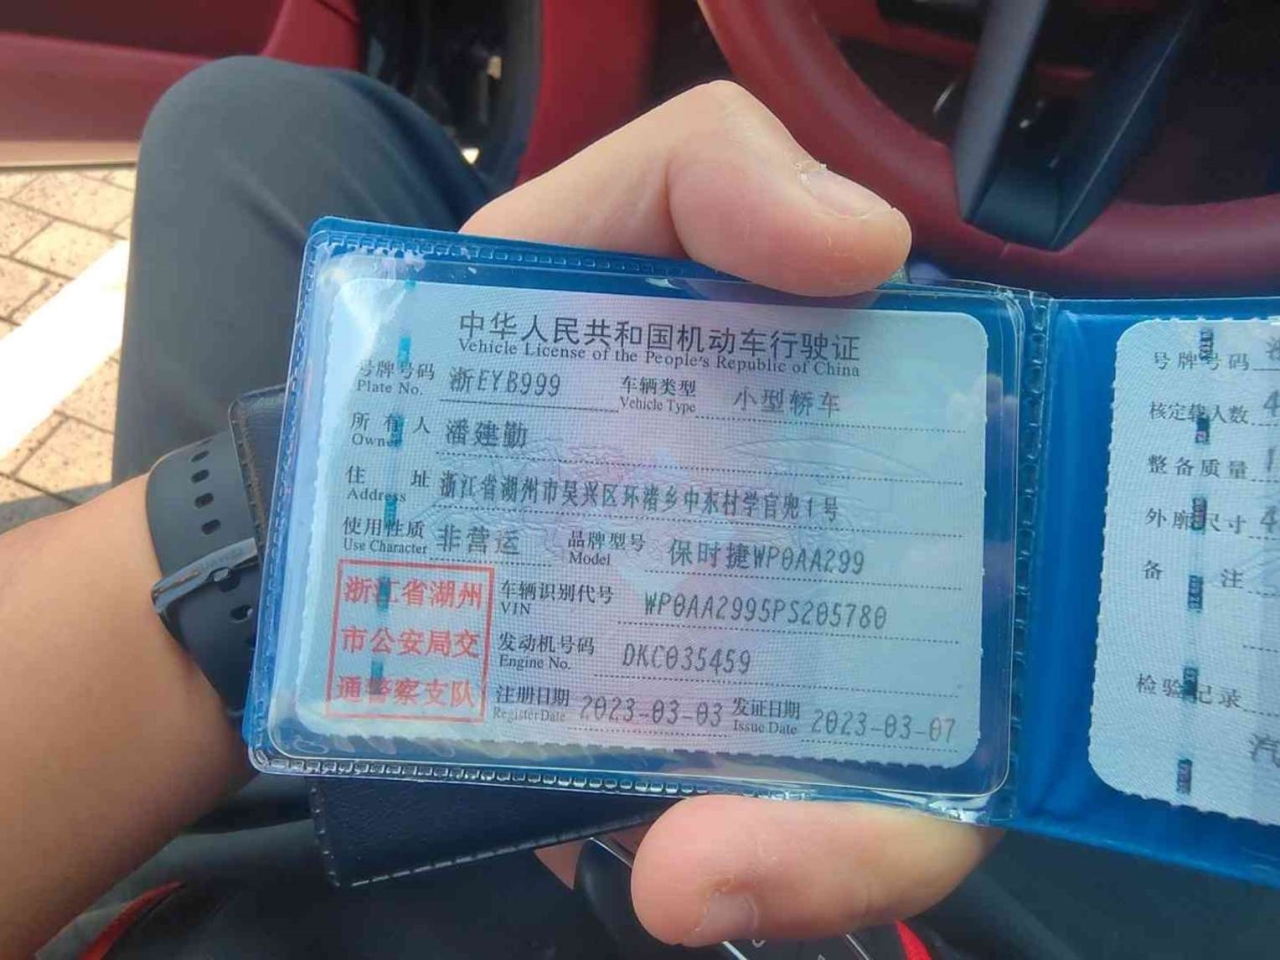 中华人民共和国机动车行驶证
Vehicle License of the People's Republic of China
号牌号码 浙EYB999 车辆类型 小型轿车
Plate No. Vehicle Type
所有人 潘建勤
Owner
住址 浙江省湖州市吴兴区环渚乡中东村学官兜1号
Address
使用性质 非营运 品牌型号 保时捷WP0AA299
Use Character Model
浙江省湖州
市公安局交
通警察支队
车辆识别代号 WP0AA2995PS205780
VIN
发动机号码 DKC035459
Engine No.
注册日期 2023-03-03 发证日期 2023-03-07
Register Date Issue Date
号牌号码
核定载人数 4
整备质量 1
外廓尺寸 4
备注
检验记录